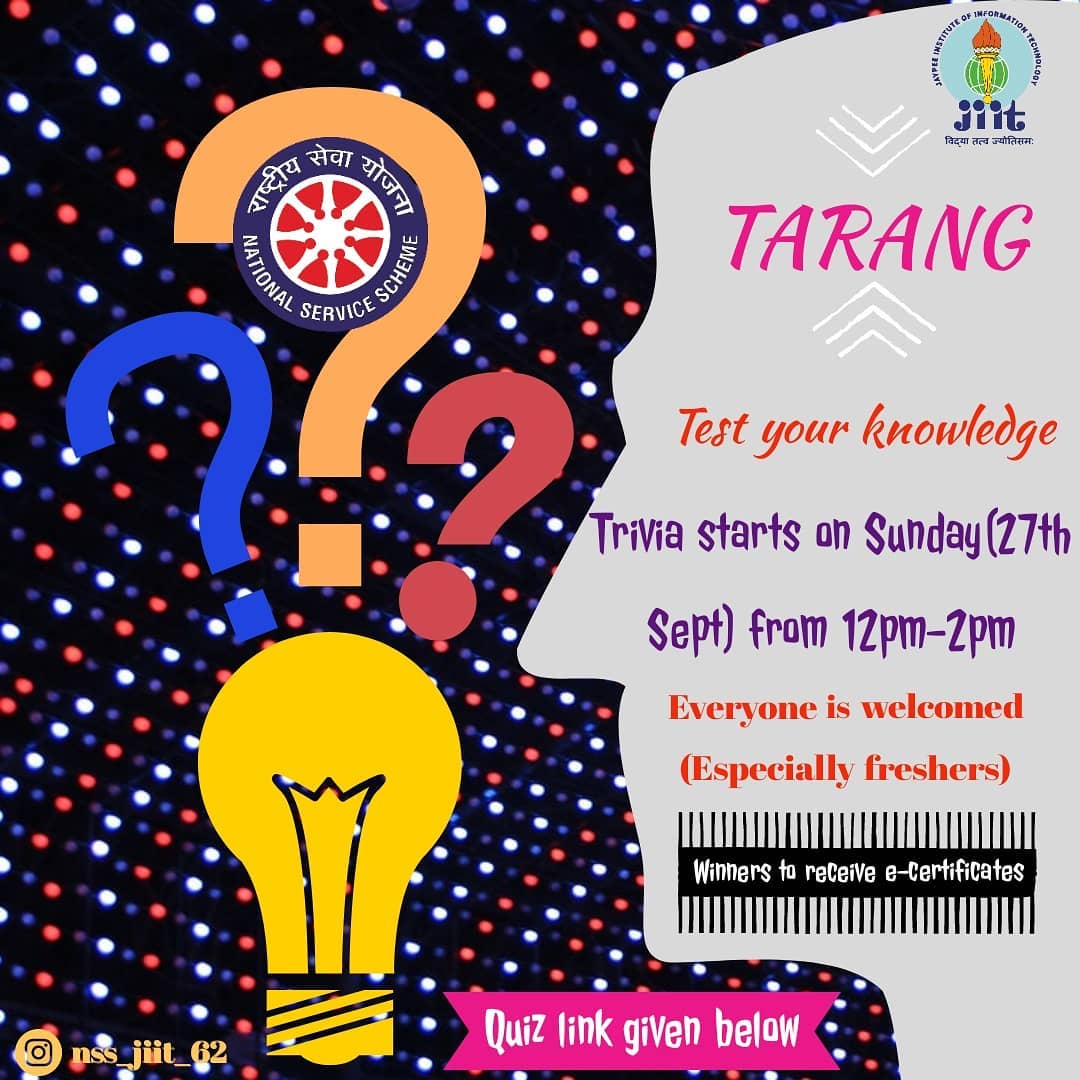 JAYPEE INSTITUTE OF INFORMATION TECHNOLOGY
jiit
विद्या तत्व ज्योतिसमः
राष्ट्रीय सेवा योजना
NATIONAL SERVICE SCHEME
TARANG
Test your knowledge
Trivia starts on Sunday(27th
Sept) from 12pm-2pm
Everyone is welcomed
(Especially freshers)
Winners to receive e-certificates
Quiz link given below
nss_jiit_62